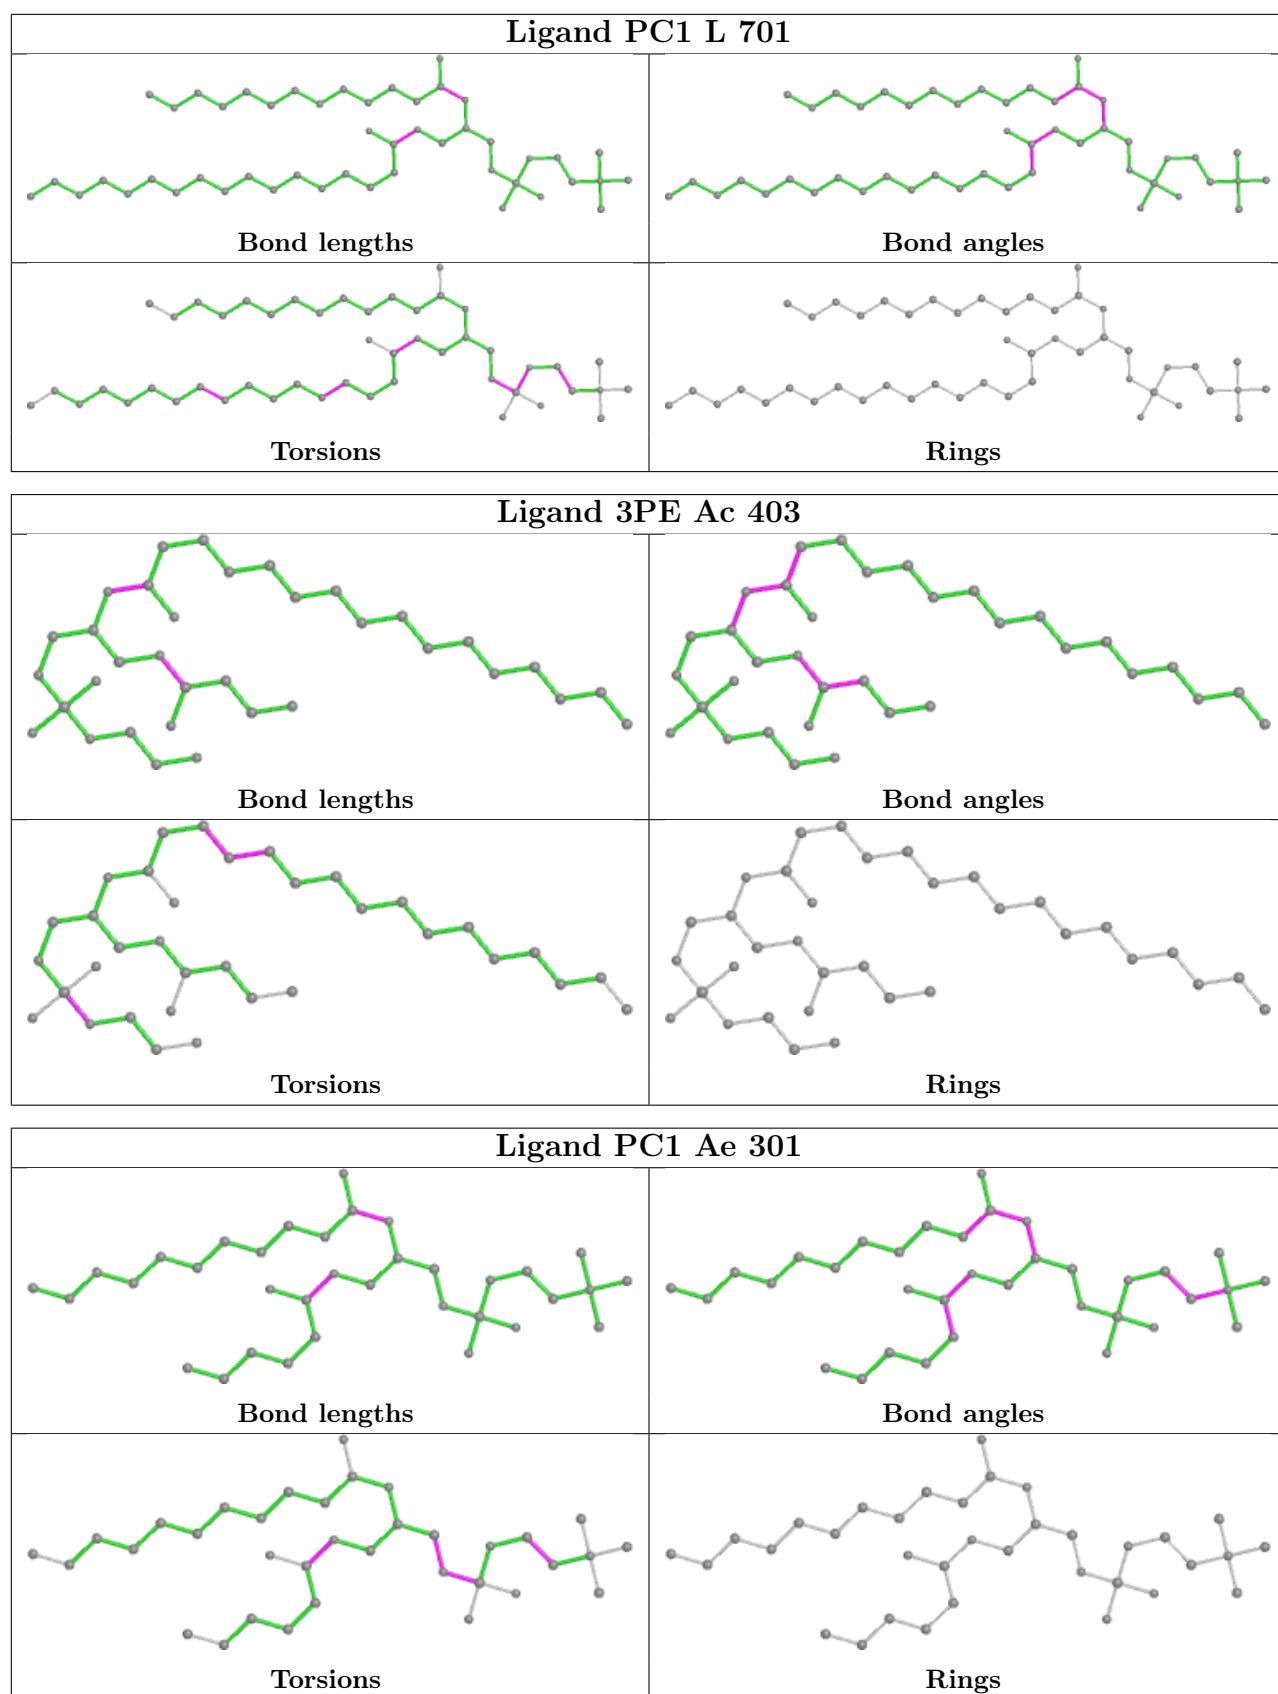 Ligand PC1 L 701
Bond lengths
Bond angles
Torsions
Rings
Ligand 3PE Ac 403
Bond lengths
Bond angles
Torsions
Rings
Ligand PC1 Ae 301
Bond lengths
Bond angles
Torsions
Rings